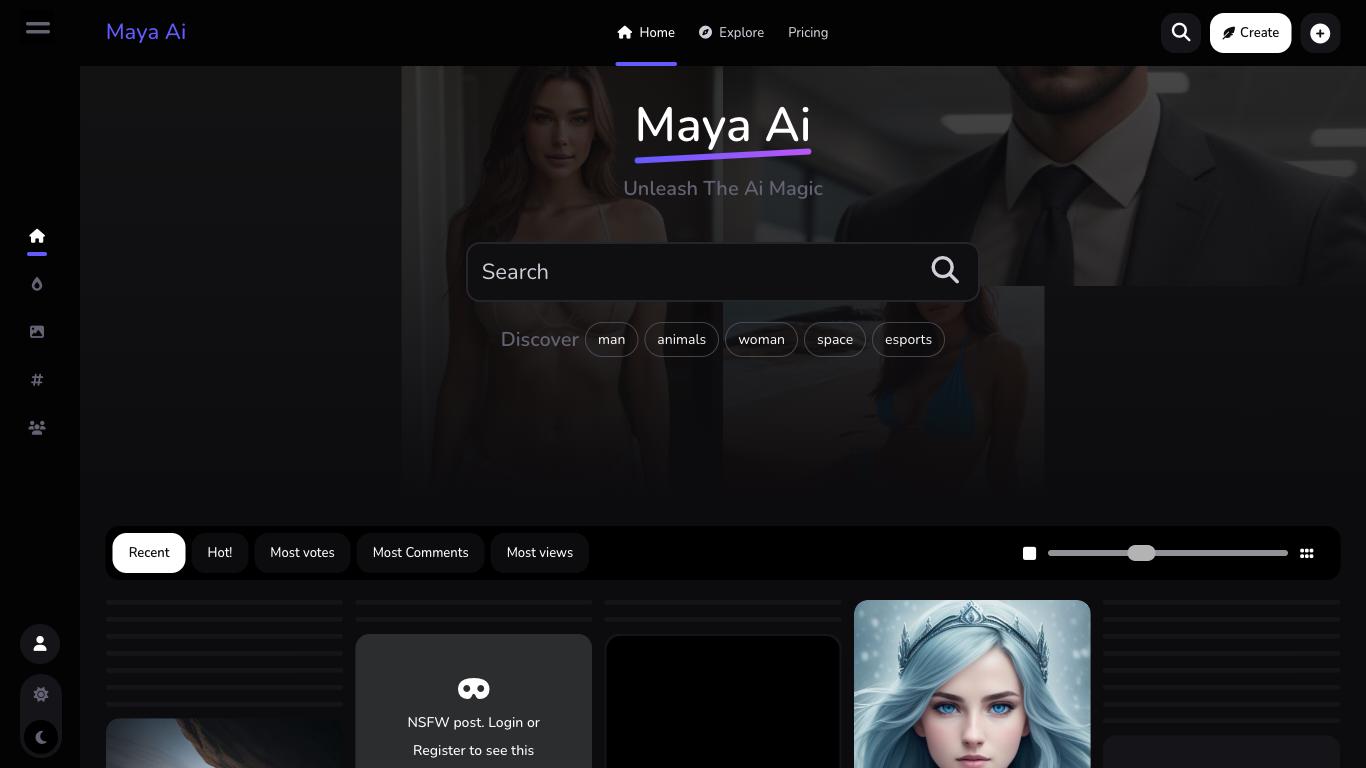 Maya Ai
Home
Explore
Pricing
Create
Maya Ai
Unleash The Ai Magic
Search
Discover
man
animals
woman
space
esports
Recent
Hot!
Most votes
Most Comments
Most views
NSFW post. Login or
Register to see this